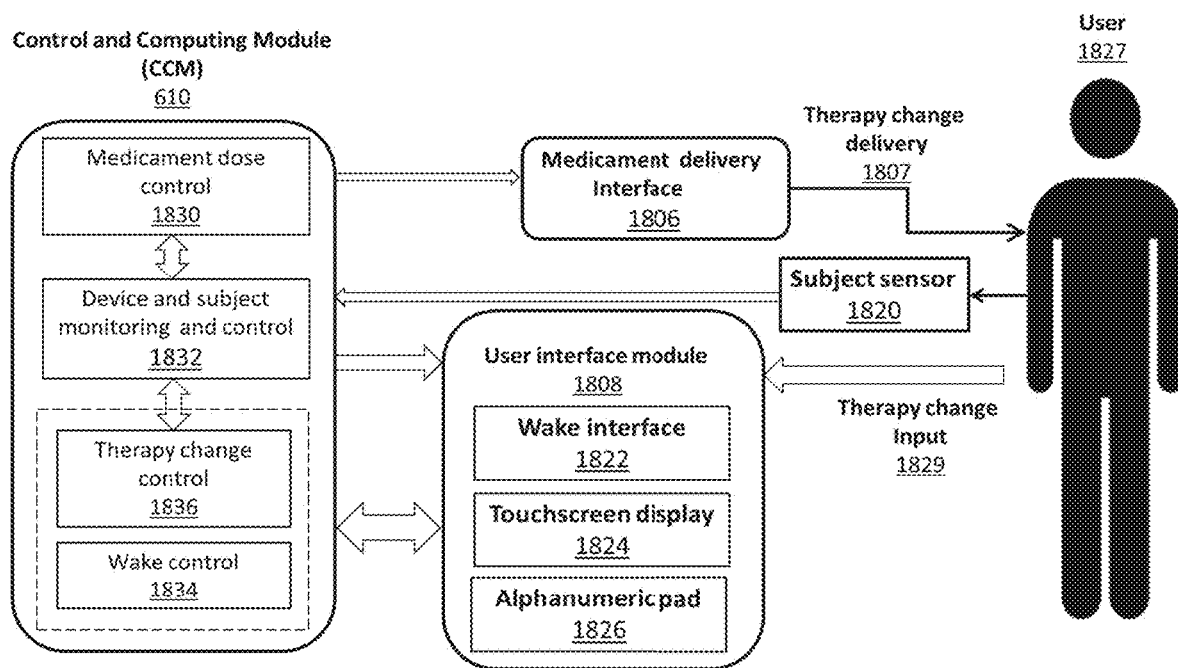 Control and Computing Module
(CCM)
610
Medicament dose
control
1830
Device and subject
monitoring and control
1832
Therapy change
control
1836
Wake control
1834
Medicament delivery
Interface
1806
Therapy change
delivery
1807
User
1827
Subject sensor
1820
User interface module
1808
Wake interface
1822
Touchscreen display
1824
Alphanumeric pad
1826
Therapy change
Input
1829